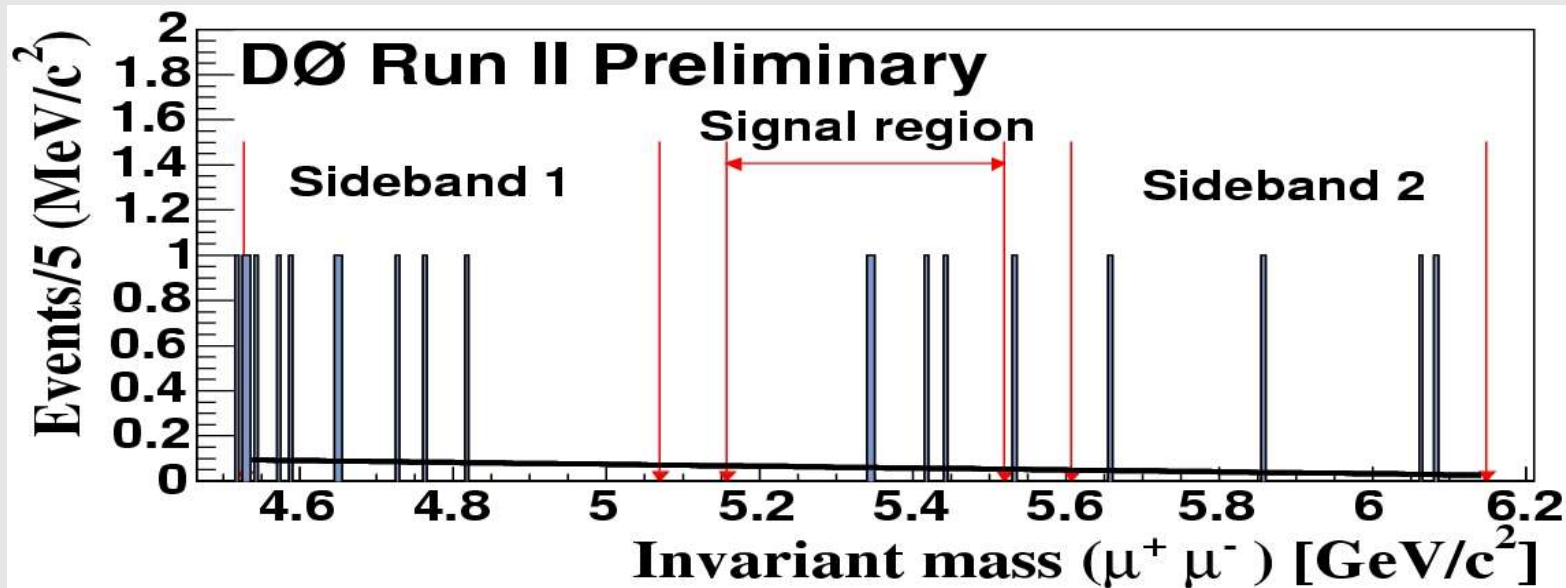 Events/5 (MeV/c²)
2
1.8
1.6
1.4
1.2
1
0.8
0.6
0.4
0.2
0
DØ Run II Preliminary
Signal region
Sideband 1
Sideband 2
4.6 4.8 5 5.2 5.4 5.6 5.8 6 6.2
Invariant mass (μ⁺ μ⁻ ) [GeV/c²]